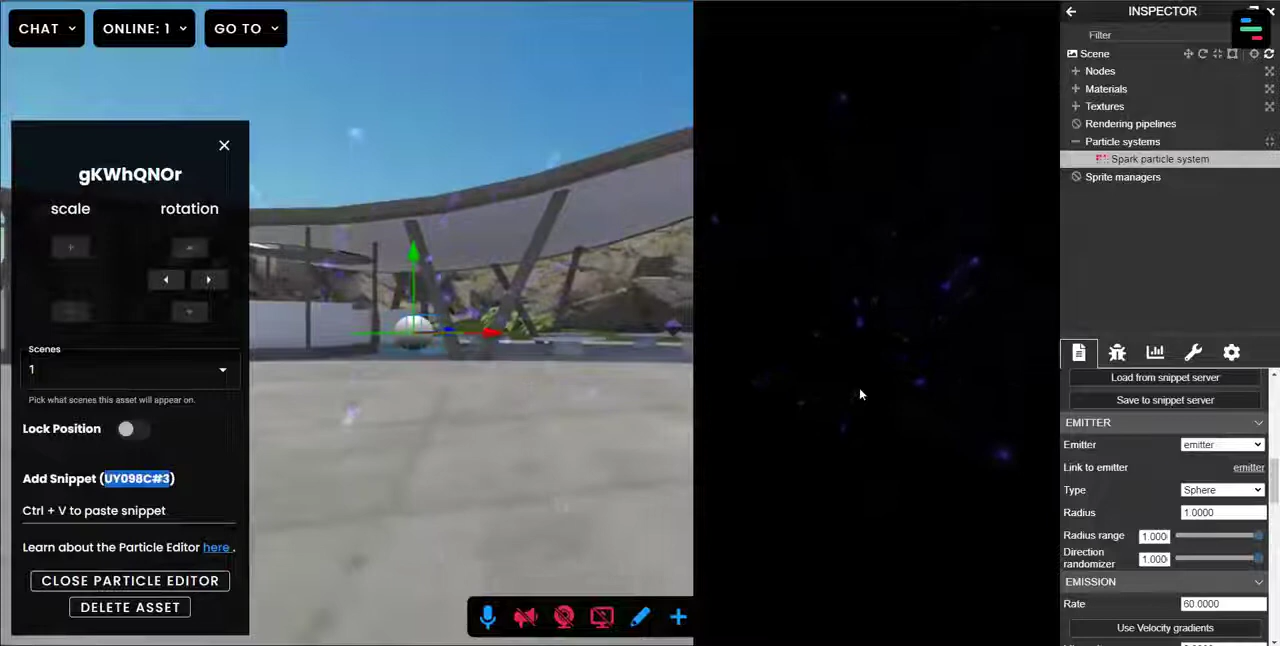 CHAT
ONLINE: 1
GO TO
gKWhQNOr
scale
rotation
+
Scenes
1
Pick what scenes this asset will appear on.
Lock Position
Add Snippet (UY098C#3)
Ctrl + V to paste snippet
Learn about the Particle Editor here .
CLOSE PARTICLE EDITOR
DELETE ASSET
INSPECTOR
Filter
Scene
Nodes
Materials
Textures
Rendering pipelines
Particle systems
Spark particle system
Sprite managers
Load from snippet server
Save to snippet server
EMITTER
Emitter emitter
Link to emitter emitter
Type Sphere
Radius 1.0000
Radius range 1.000
Direction randomizer 1.000
EMISSION
Rate 60.0000
Use Velocity gradients